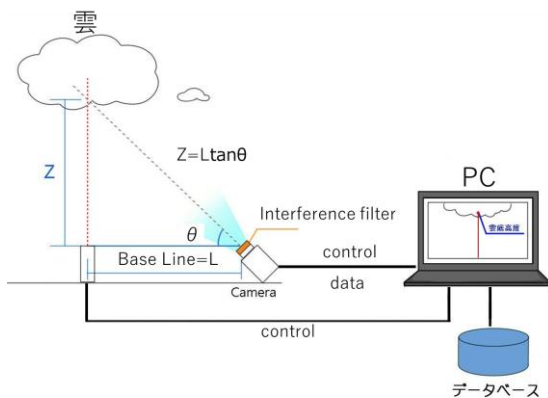 雲
Z=Ltanθ
Z
PC
雲底高度
Interference filter
θ
Base Line=L
control
Camera
data
control
データベース